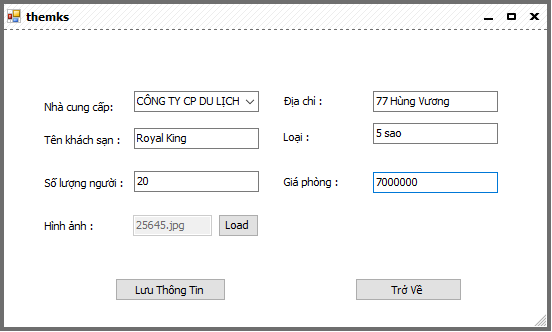 themks
Nhà cung cấp: CÔNG TY CP DU LỊCH Địa chỉ : 77 Hùng Vương
Tên khách sạn : Royal King Loại : 5 sao
Số lượng người : 20 Giá phòng : 7000000
Hình ảnh : 25645.jpg Load
Lưu Thông Tin Trở Về